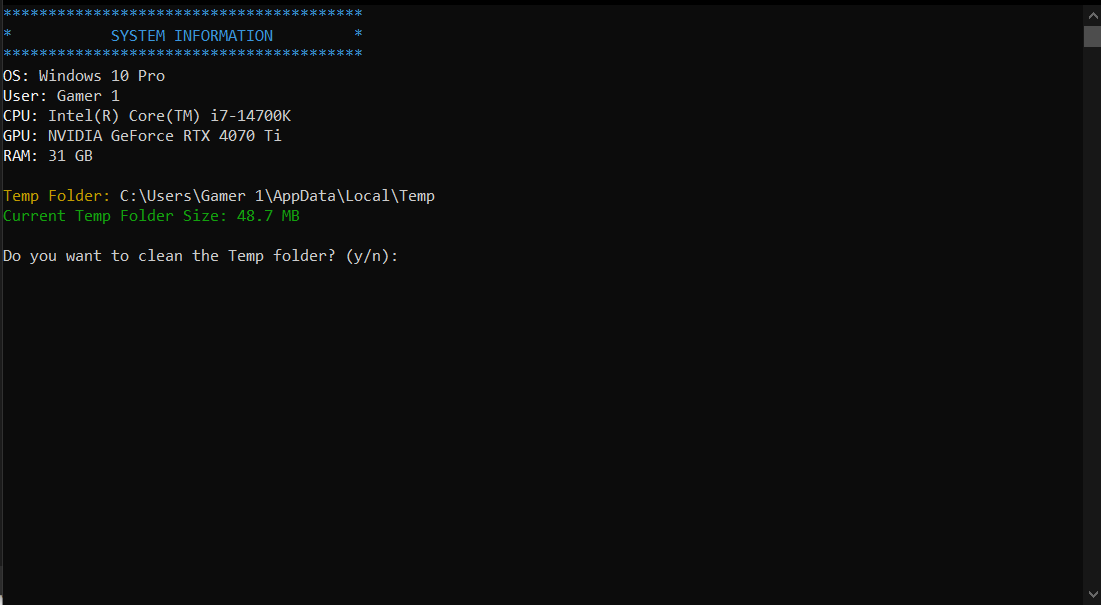 ****************************************
*           SYSTEM INFORMATION         *
****************************************
OS: Windows 10 Pro
User: Gamer 1
CPU: Intel(R) Core(TM) i7-14700K
GPU: NVIDIA GeForce RTX 4070 Ti
RAM: 31 GB
Temp Folder: C:\Users\Gamer 1\AppData\Local\Temp
Current Temp Folder Size: 48.7 MB
Do you want to clean the Temp folder? (y/n):